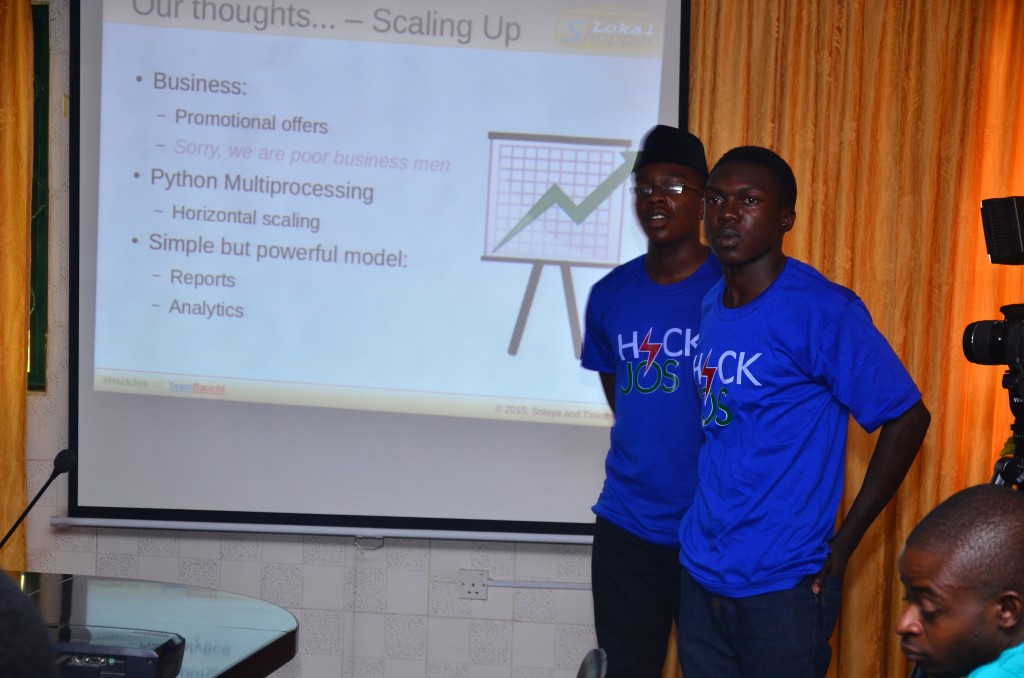 Our thoughts... – Scaling Up
Lokal
• Business:
– Promotional offers
– Sorry, we are poor business men
• Python Multiprocessing
– Horizontal scaling
• Simple but powerful model:
– Reports
– Analytics
#HackJos :: TeamBauchi
© 2015; Sotaya and Timothy
HACK
JOS
HACK
JOS